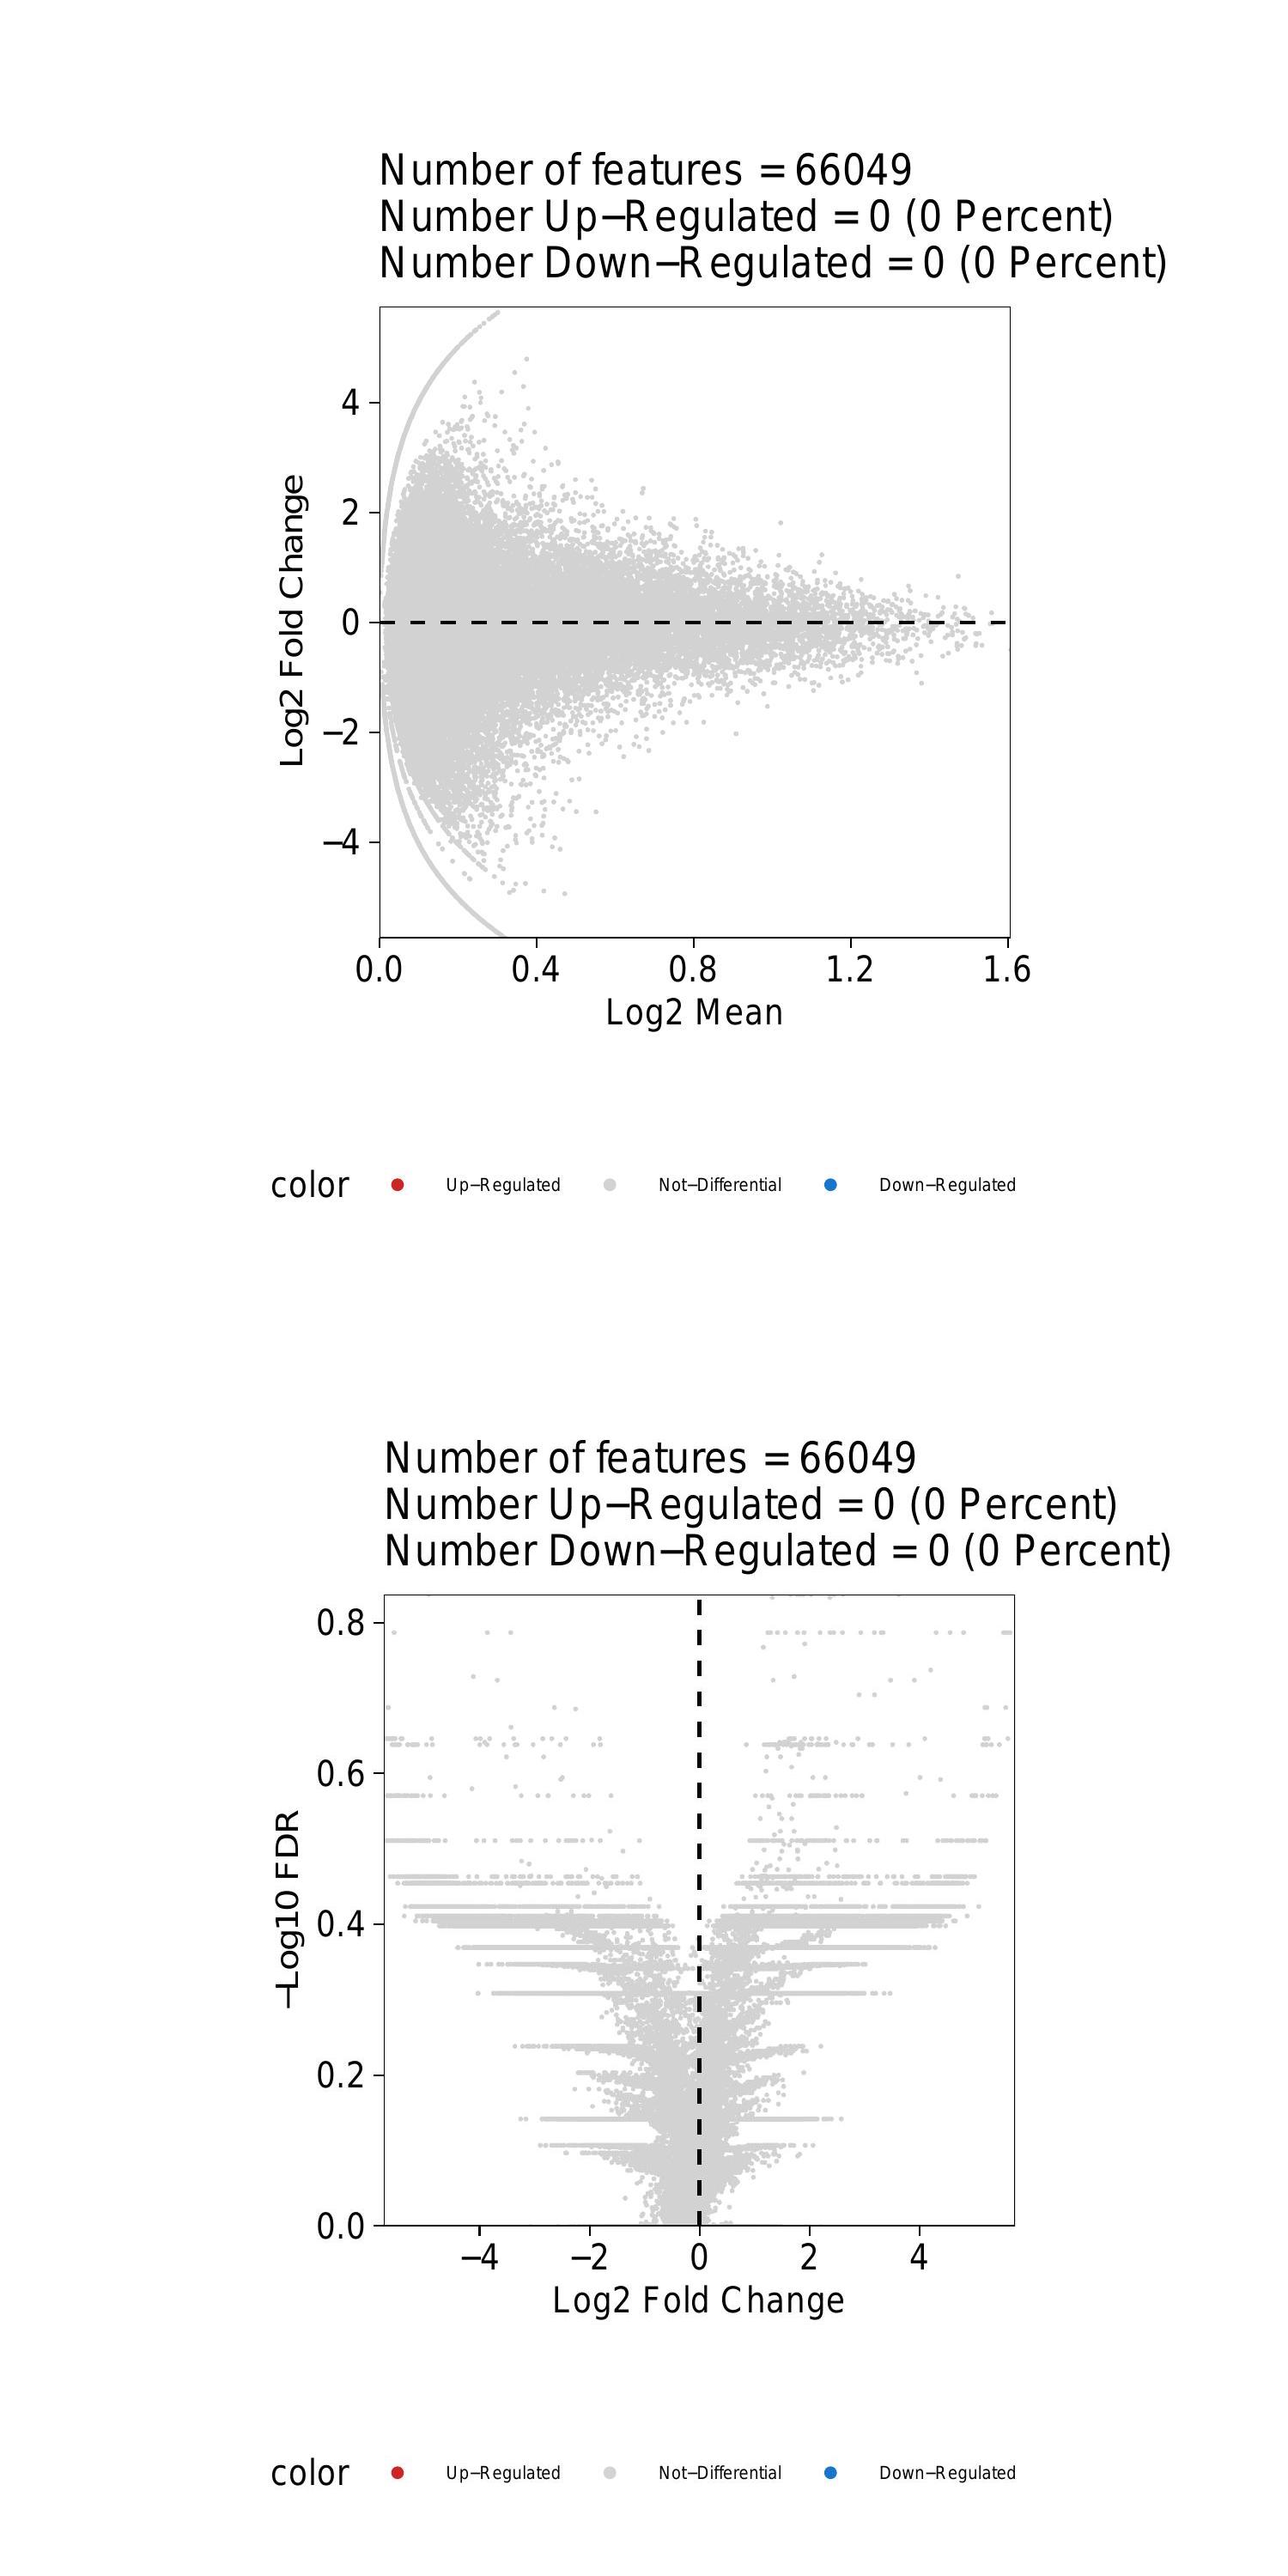 Number of features = 66049
Number Up−Regulated = 0 (0 Percent)
Number Down−Regulated = 0 (0 Percent)
Log2 Fold Change
4
2
0
−2
−4
0.0 0.4 0.8 1.2 1.6
Log2 Mean
color Up−Regulated Not−Differential Down−Regulated
Number of features = 66049
Number Up−Regulated = 0 (0 Percent)
Number Down−Regulated = 0 (0 Percent)
−Log10 FDR
0.8
0.6
0.4
0.2
0.0
−4 −2 0 2 4
Log2 Fold Change
color Up−Regulated Not−Differential Down−Regulated